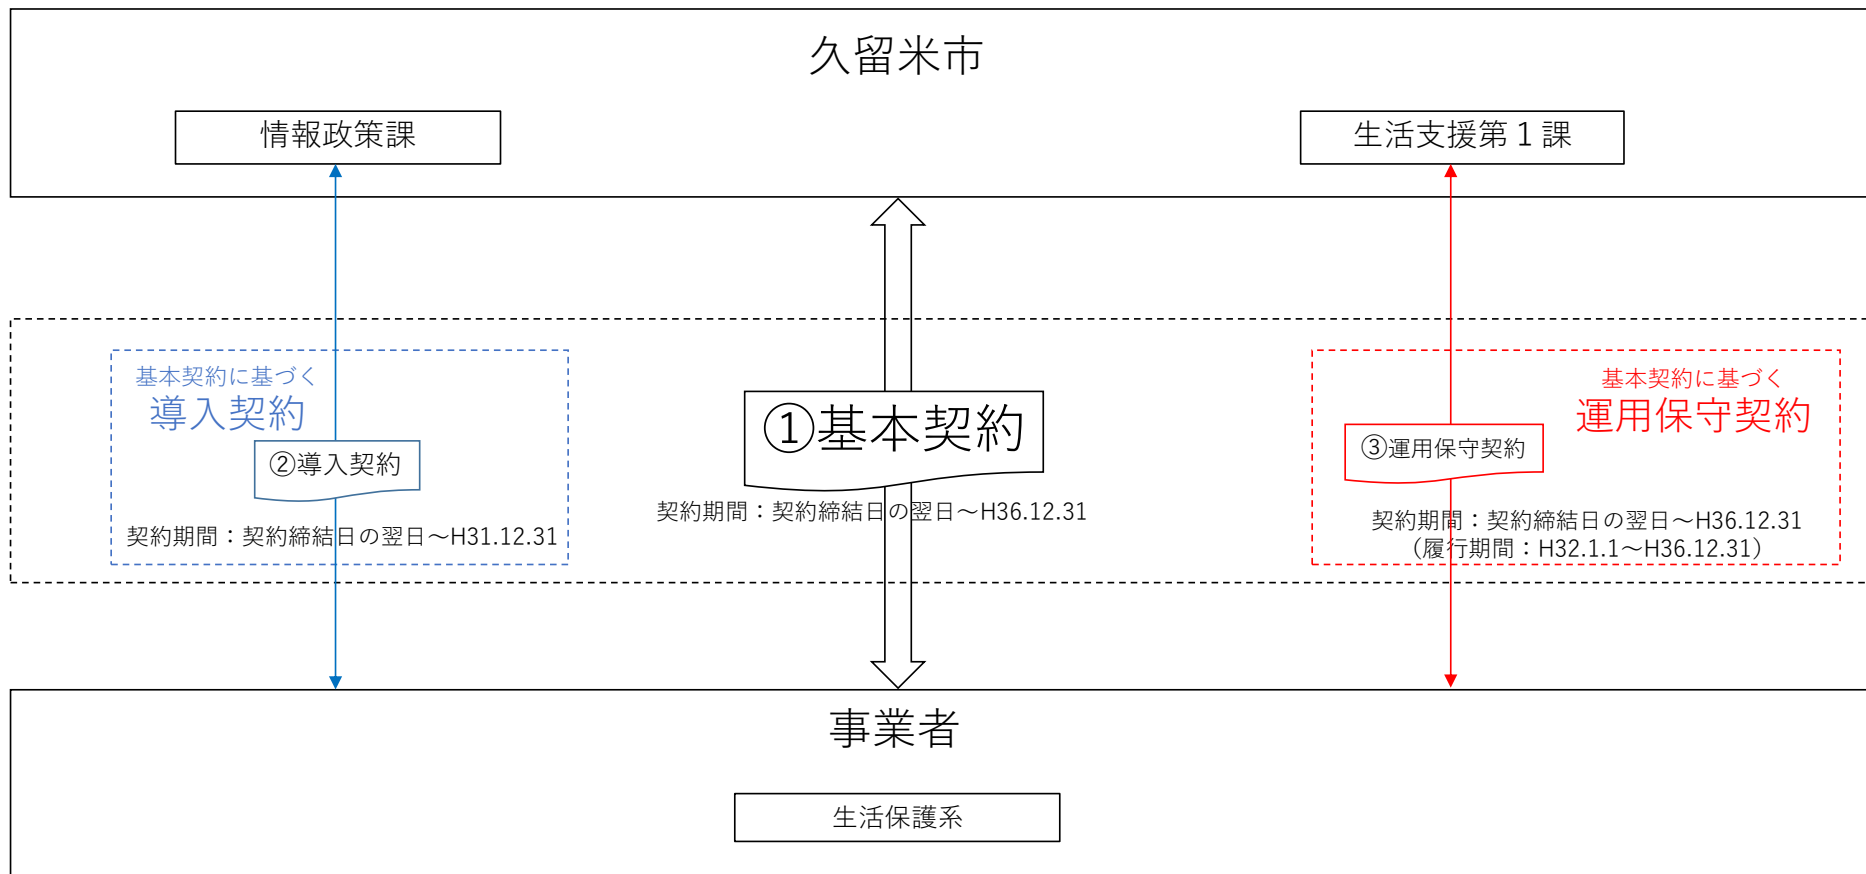 久留米市
情報政策課
生活支援第１課
基本契約に基づく
導入契約
②導入契約
契約期間：契約締結日の翌日～H31.12.31
①基本契約
契約期間：契約締結日の翌日～H36.12.31
基本契約に基づく
運用保守契約
③運用保守契約
契約期間：契約締結日の翌日～H36.12.31
（履行期間：H32.1.1～H36.12.31）
事業者
生活保護系